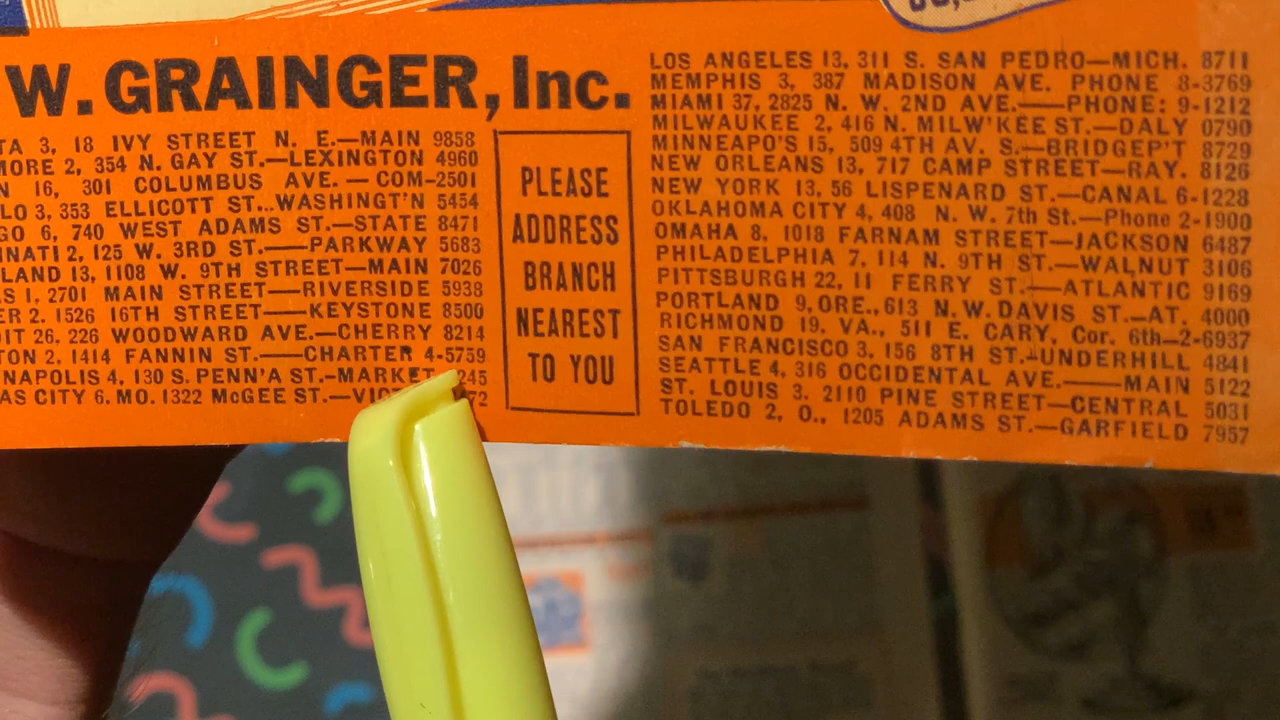 W. GRAINGER, Inc.
TA 3, 18 IVY STREET N. E.—MAIN 9858
MORE 2, 354 N. GAY ST.—LEXINGTON 4960
N 16, 301 COLUMBUS AVE.—COM-2501
LO 3, 353 ELLICOTT ST...WASHINGT'N 5454
GO 6, 740 WEST ADAMS ST.—STATE 8471
NNATI 2, 125 W. 3RD ST.—PARKWAY 5683
LAND 13, 1108 W. 9TH STREET—MAIN 7026
S 1, 2701 MAIN STREET—RIVERSIDE 5938
ER 2. 1526 16TH STREET—KEYSTONE 8500
IT 26, 226 WOODWARD AVE.—CHERRY 8214
TON 2, 1414 FANNIN ST.—CHARTER 4-5759
NAPOLIS 4, 130 S. PENN'A ST.-MARKET 245
AS CITY 6. MO. 1322 McGEE ST.—VIC 72
PLEASE
ADDRESS
BRANCH
NEAREST
TO YOU
LOS ANGELES 13, 311 S. SAN PEDRO—MICH. 8711
MEMPHIS 3, 387 MADISON AVE. PHONE 8-3769
MIAMI 37, 2825 N. W. 2ND AVE.—PHONE: 9-1212
MILWAUKEE 2, 416 N. MILW'KEE ST.—DALY 0790
MINNEAPO'S 15, 509 4TH AV. S.—BRIDGEP'T 8729
NEW ORLEANS 13, 717 CAMP STREET—RAY. 8126
NEW YORK 13, 56 LISPENARD ST.—CANAL 6-1228
OKLAHOMA CITY 4, 408 N. W. 7th St.—Phone 2-1900
OMAHA 8, 1018 FARNAM STREET—JACKSON 6487
PHILADELPHIA 7, 114 N. 9TH ST.—WALNUT 3106
PITTSBURGH 22, 11 FERRY ST.—ATLANTIC 9169
PORTLAND 9, ORE., 613 N. W. DAVIS ST.—AT. 4000
RICHMOND 19. VA., 511 E. CARY, Cor. 6th—2-6937
SAN FRANCISCO 3, 156 8TH ST.-UNDERHILL 4841
SEATTLE 4, 316 OCCIDENTAL AVE.—MAIN 5122
ST. LOUIS 3, 2110 PINE STREET—CENTRAL 5031
TOLEDO 2, O., 1205 ADAMS ST.—GARFIELD 7957